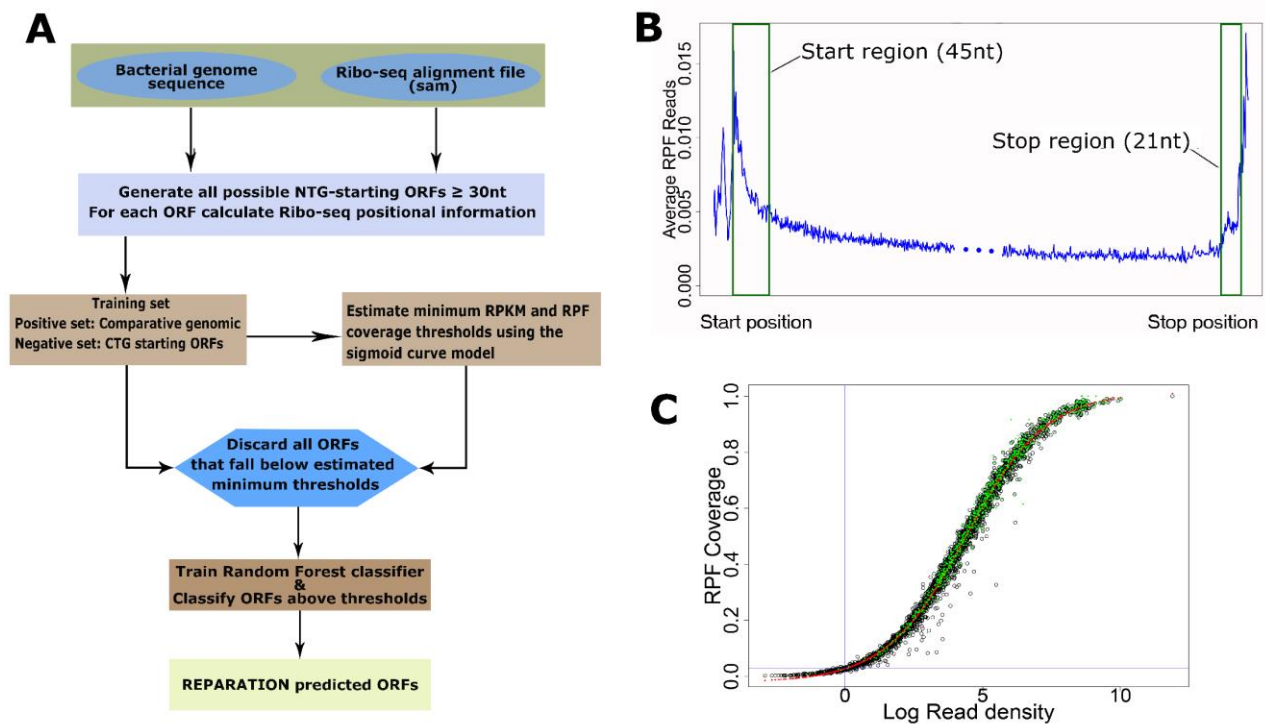 A
Bacterial genome
sequence
Ribo-seq alignment file
(sam)
Generate all possible NTG-starting ORFs ≥ 30nt
For each ORF calculate Ribo-seq positional information
Training set
Positive set: Comparative genomic
Negative set: CTG starting ORFs
Estimate minimum RPKM and RPF
coverage thresholds using the
sigmoid curve model
Discard all ORFs
that fall below estimated
minimum thresholds
Train Random Forest classifier
&
Classify ORFs above thresholds
REPARATION predicted ORFs
B
Average RPF Reads
0.015
0.010
0.005
0.000
Start region (45nt)
Stop region (21nt)
Start position
Stop position
C
RPF Coverage
1.0
0.8
0.6
0.4
0.2
0.0
0
5
10
Log Read density